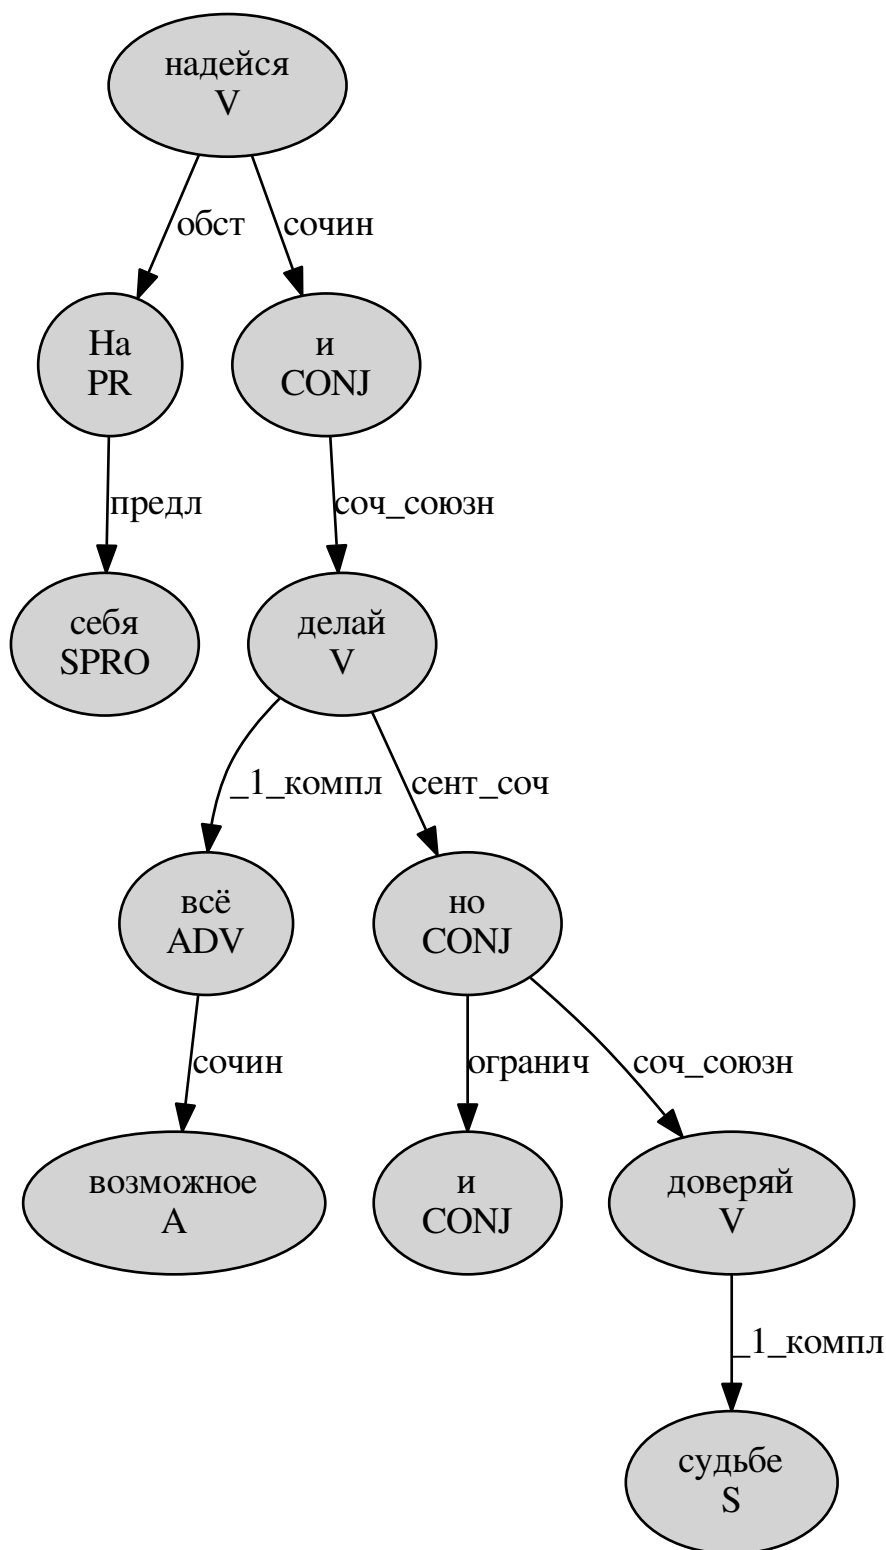 надейся
V
обст
сочин
На
PR
и
CONJ
предл
соч_союзн
себя
SPRO
делай
V
_1_компл
сент_соч
всё
ADV
но
CONJ
сочин
огранич
соч_союзн
возможное
A
и
CONJ
доверяй
V
_1_компл
судьбе
S